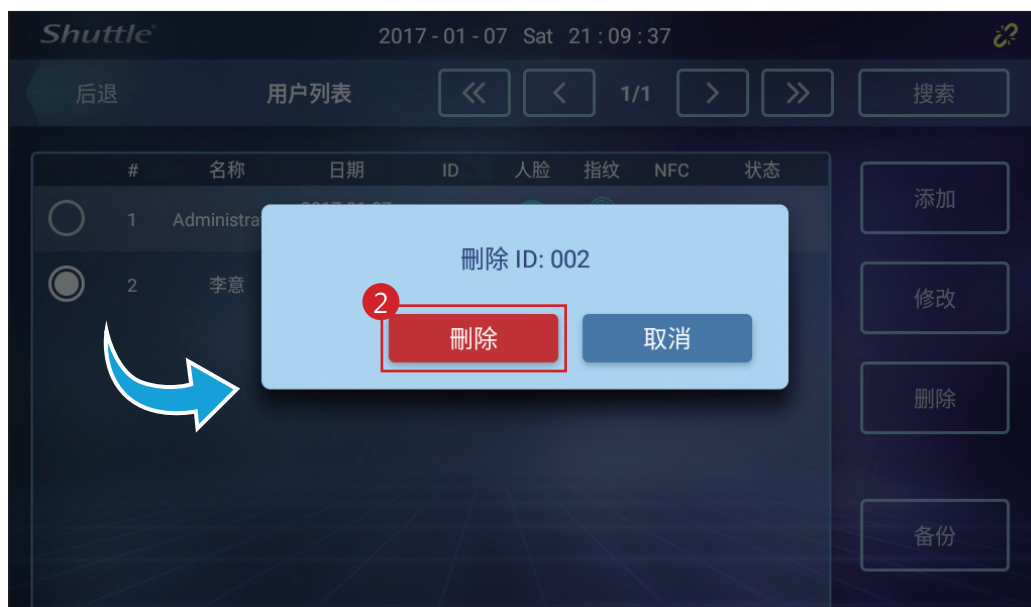 Shuttle 2017 - 01 - 07 Sat 21 : 09 : 37
后退 用户列表 1/1 搜索
# 名称 日期 ID 人脸 指纹 NFC 状态
添加
1 Administra
刪除 ID: 002
2 李意
修改
2
刪除 取消
删除
备份